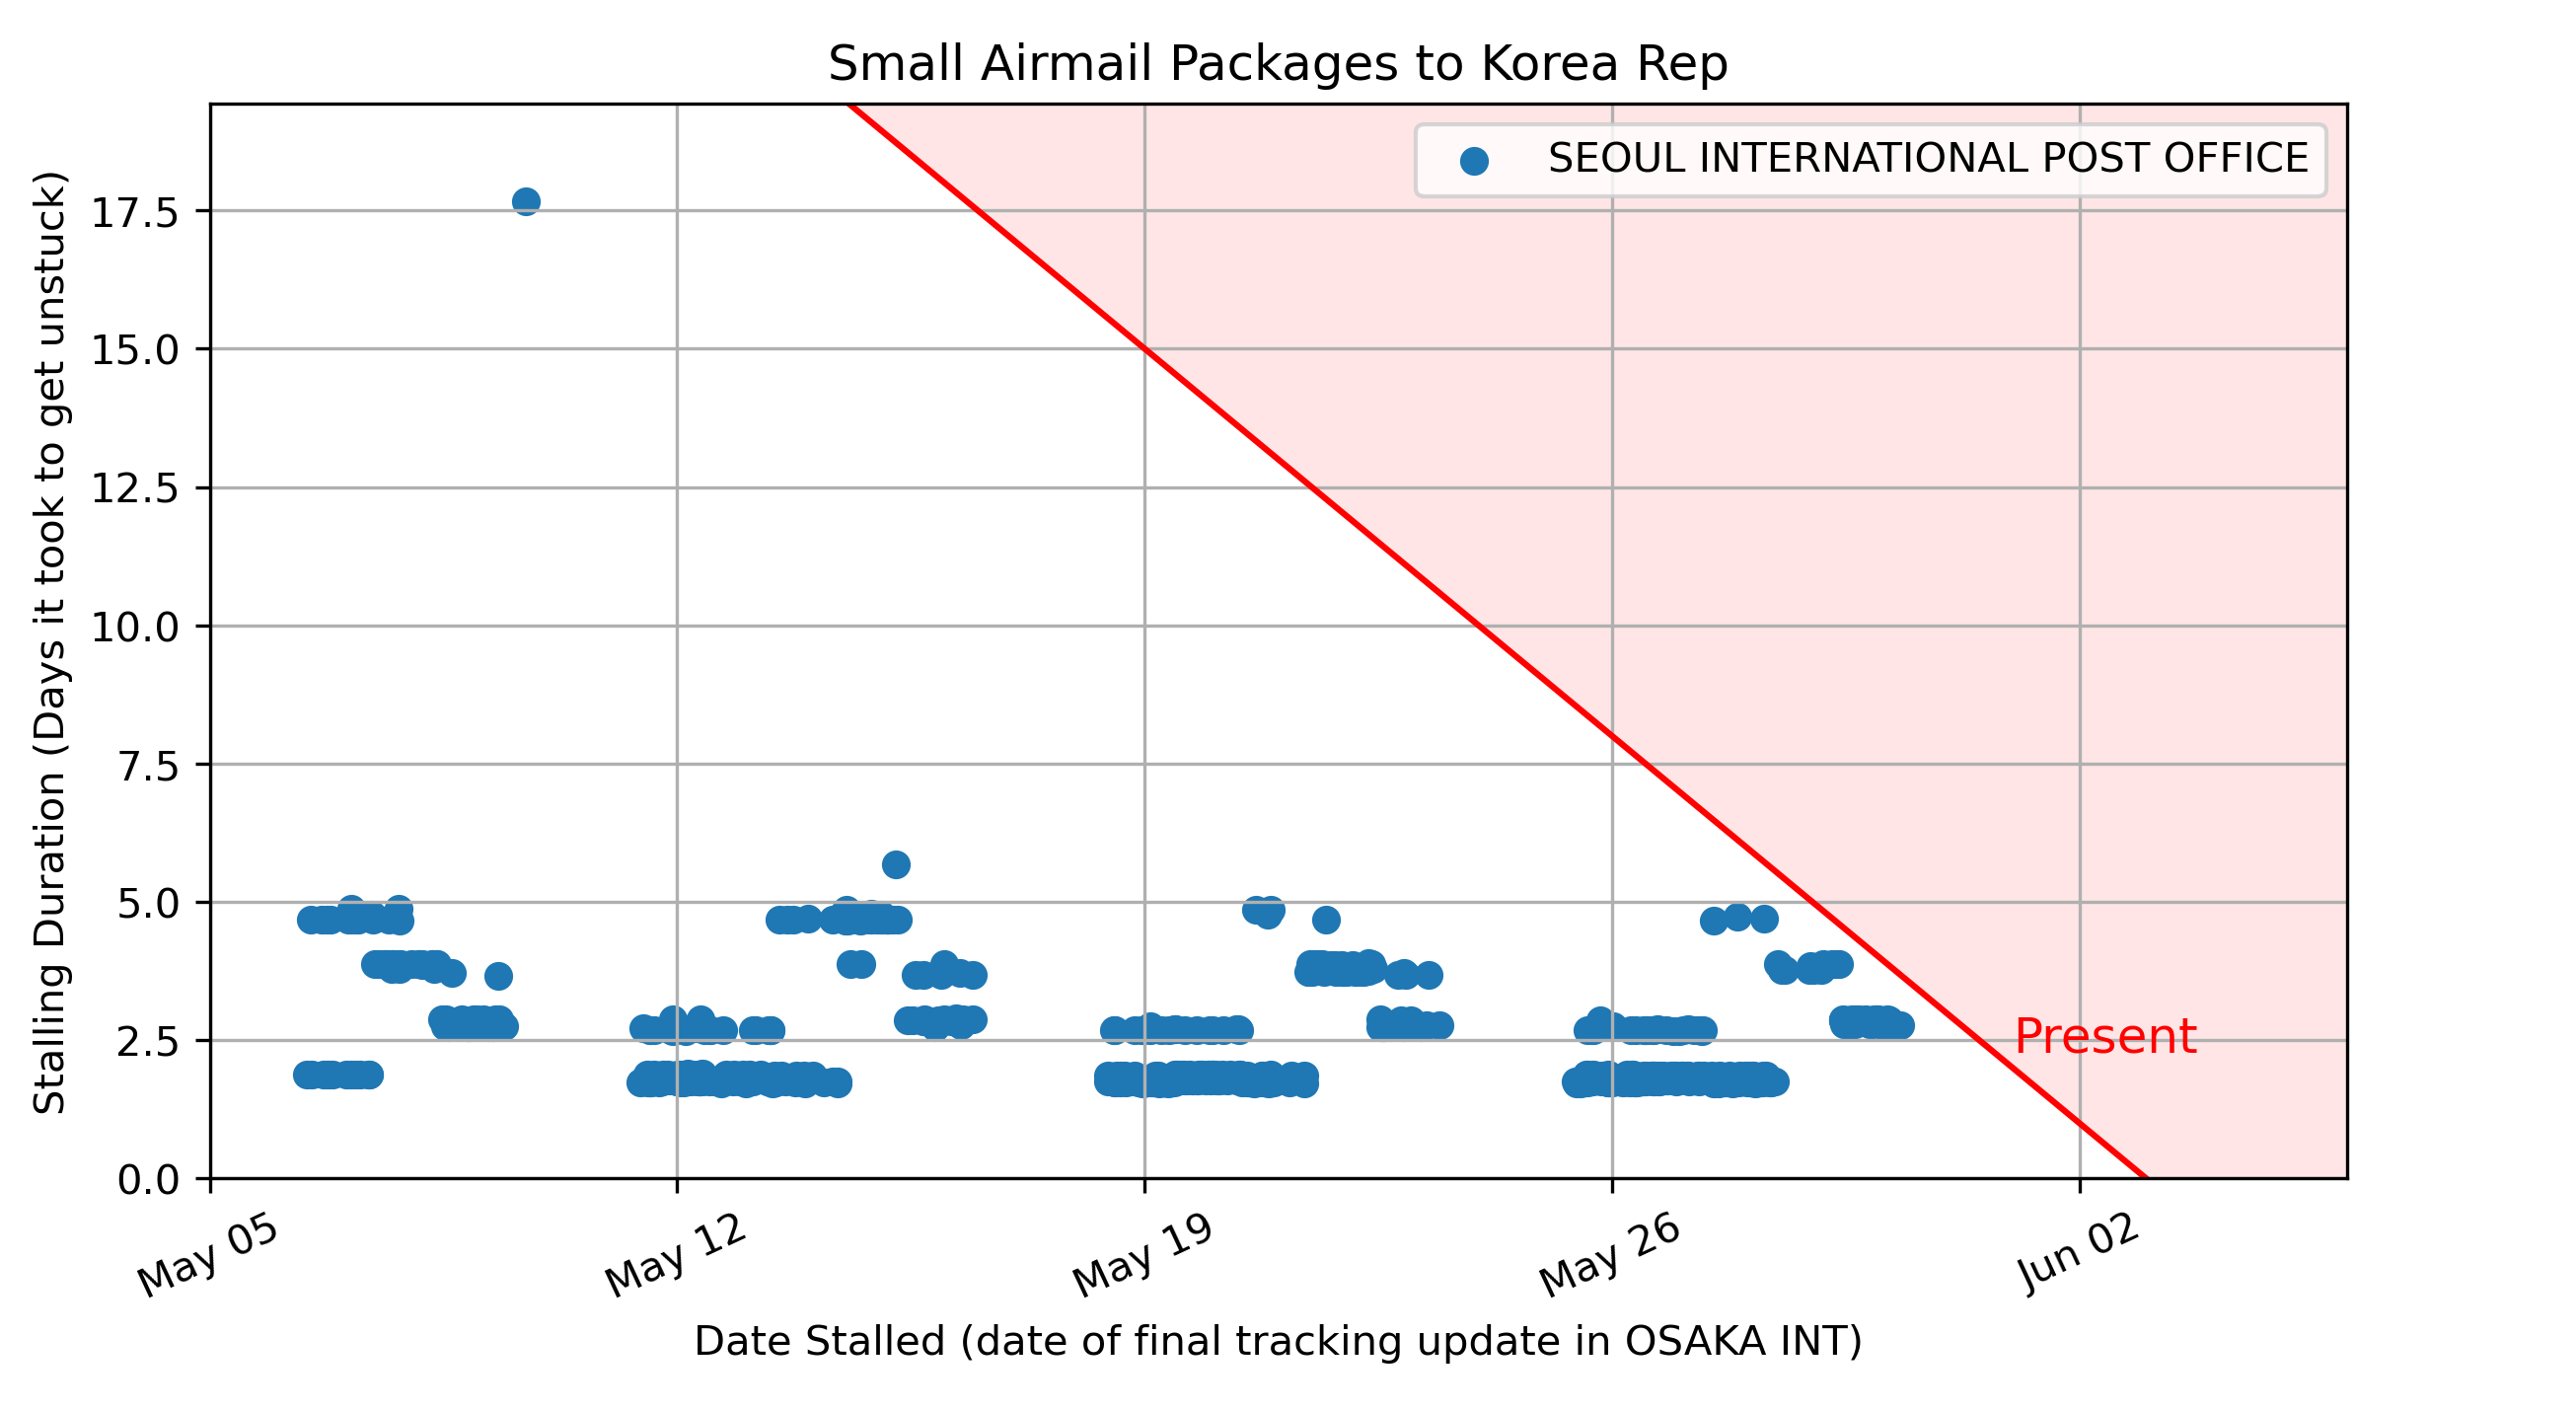 Small Airmail Packages to Korea Rep
SEOUL INTERNATIONAL POST OFFICE
Stalling Duration (Days it took to get unstuck)
17.5
15.0
12.5
10.0
7.5
5.0
2.5
0.0
Present
May 05
May 12
May 19
May 26
Jun 02
Date Stalled (date of final tracking update in OSAKA INT)